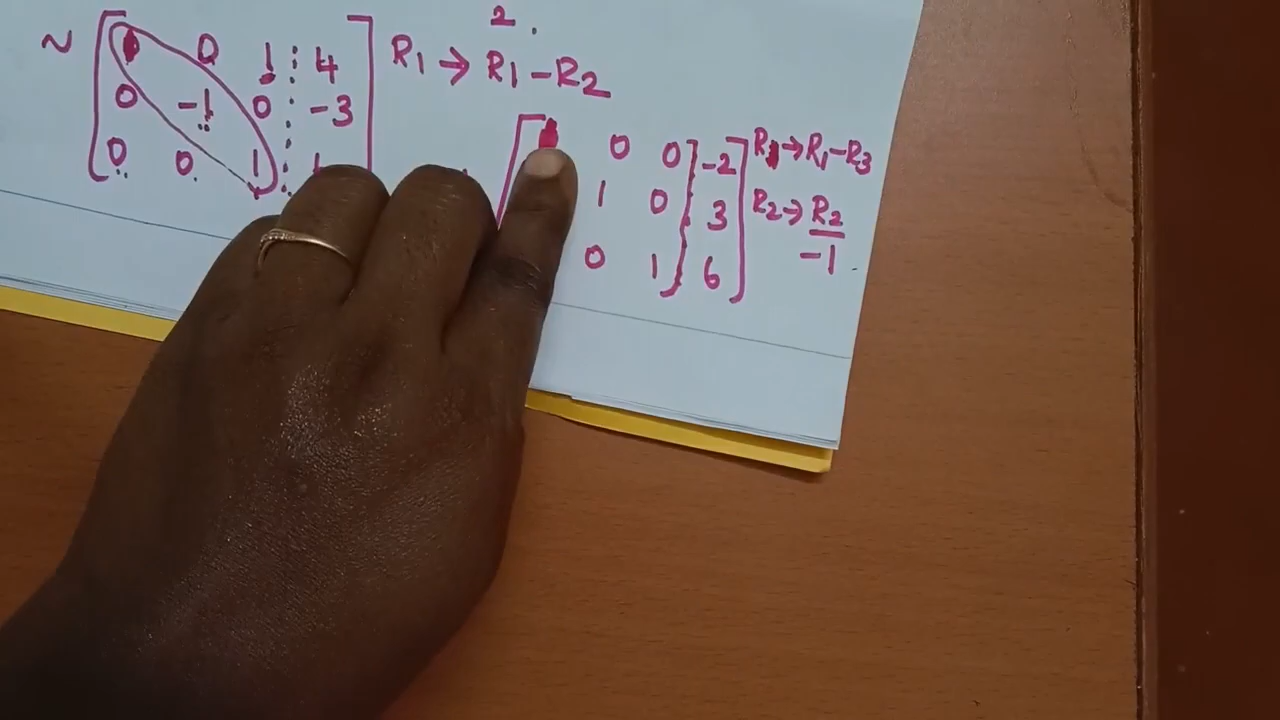 2
~ [ 0 1 ⋮ 4 ] R1 → R1 - R2
0 -1 0 ⋮ -3
0 0 1 ⋮
[ 0 0 -2 ] R1 → R1 - R3
1 0 3 R2 → R2/-1
0 1 6